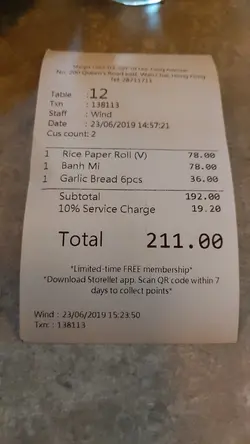 No. 200 Queen's Road East, Wan Chai, Hong Kong
Tel 28711713
Table : 12
Txn : 138113
Staff : Wind
Date : 23/06/2019 14:57:21
Cus count: 2
1 Rice Paper Roll (V) 78.00
1 Banh Mi 78.00
1 Garlic Bread 6pcs 36.00
Subtotal 192.00
10% Service Charge 19.20
Total 211.00
*Limited-time FREE membership*
*Download Storellet app. Scan QR code within 7
days to collect points*
Wind : 23/06/2019 15:23:50
Txn : 138113